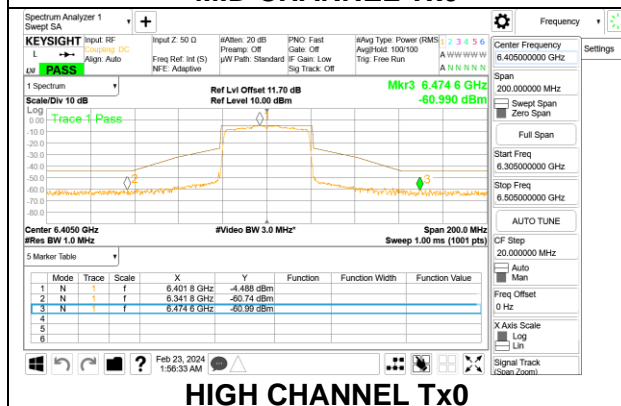 Spectrum Analyzer 1
Swept SA
+
Frequency
KEYSIGHT
Input: RF
Coupling: DC
Align: Auto
Input Z: 50 Ω
Freq Ref: Int (S)
NFE: Adaptive
#Atten: 20 dB
Preamp: Off
µW Path: Standard
PNO: Fast
Gate: Off
IF Gain: Low
Sig Track: Off
#Avg Type: Power (RMS
Avg|Hold: 100/100
Trig: Free Run
1 2 3 4 5 6
A W W W W W
A N N N N N
L
PASS
1 Spectrum
Scale/Div 10 dB
Ref Lvl Offset 11.70 dB
Ref Level 10.00 dBm
Mkr3 6.474 6 GHz
-60.990 dBm
Log
Trace 1 Pass
0.00
-10.0
-20.0
-30.0
-40.0
-50.0
-60.0
-70.0
-80.0
1
2
3
Center 6.4050 GHz
#Res BW 1.0 MHz
#Video BW 3.0 MHz*
Span 200.0 MHz
Sweep 1.00 ms (1001 pts)
5 Marker Table
Mode Trace Scale X Y Function Function Width Function Value
1 N 1 f 6.401 8 GHz -4.488 dBm
2 N 1 f 6.341 8 GHz -60.74 dBm
3 N 1 f 6.474 6 GHz -60.99 dBm
4
5
6
Feb 23, 2024
1:56:33 AM
?
Center Frequency
6.405000000 GHz
Settings
Span
200.000000 MHz
Swept Span
Zero Span
Full Span
Start Freq
6.305000000 GHz
Stop Freq
6.505000000 GHz
AUTO TUNE
CF Step
20.000000 MHz
Auto
Man
Freq Offset
0 Hz
X Axis Scale
Log
Lin
Signal Track
(Span Zoom)
HIGH CHANNEL Tx0